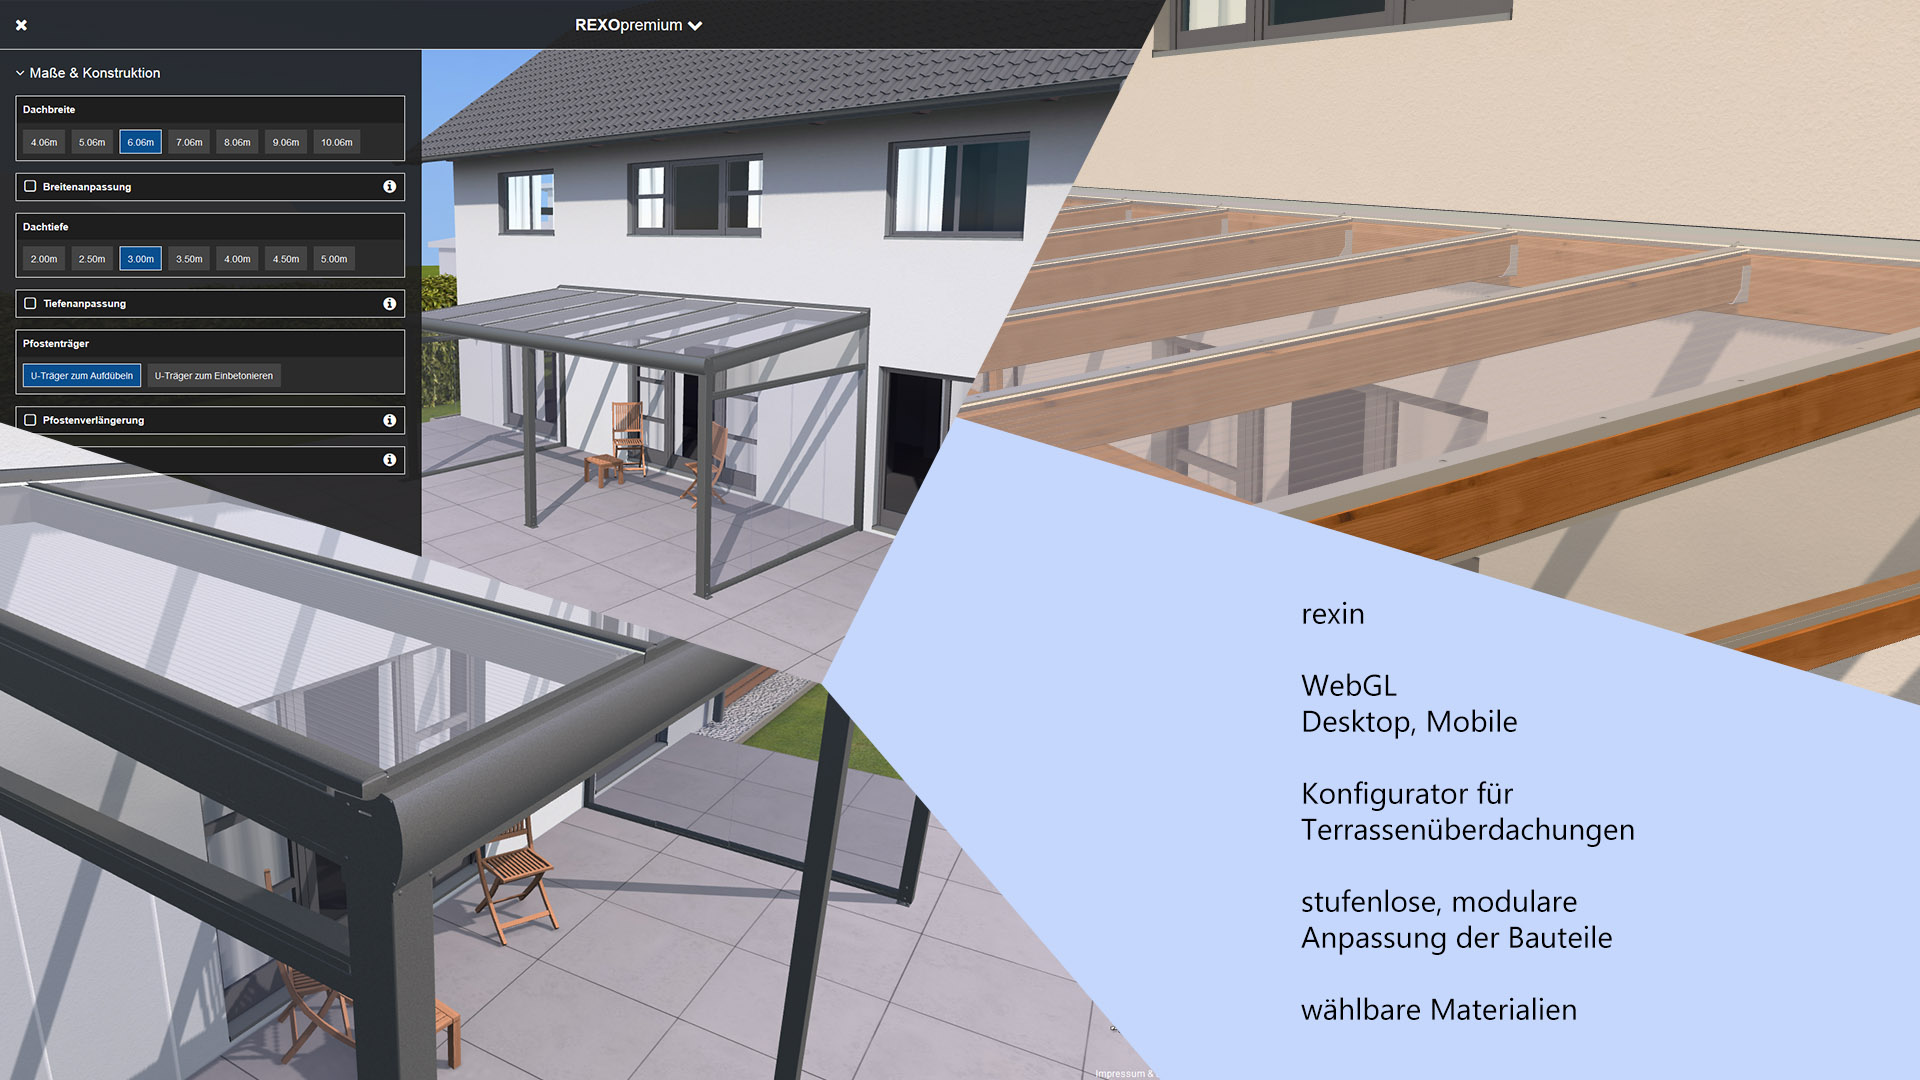 REXOpremium
Maße & Konstruktion
Dachbreite
4.06m 5.06m 6.06m 7.06m 8.06m 9.06m 10.06m
Breitenanpassung
Dachtiefe
2.00m 2.50m 3.00m 3.50m 4.00m 4.50m 5.00m
Tiefenanpassung
Pfostenträger
U-Träger zum Aufdübeln U-Träger zum Einbetonieren
Pfostenverlängerung
rexin
WebGL
Desktop, Mobile
Konfigurator für
Terrassenüberdachungen
stufenlose, modulare
Anpassung der Bauteile
wählbare Materialien
Impressum &